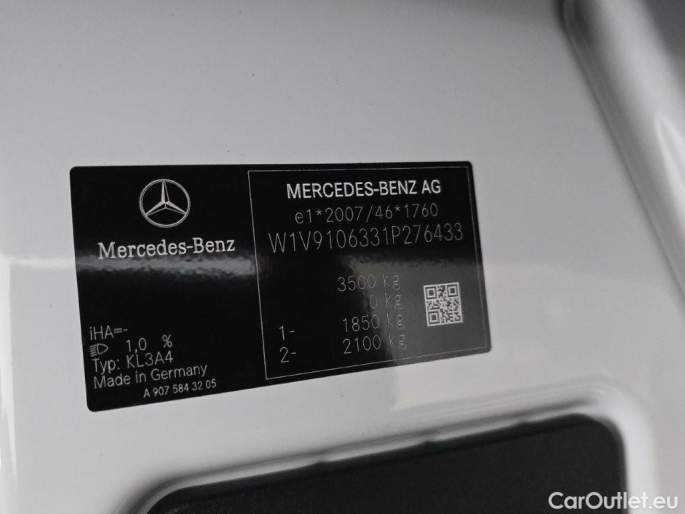 Mercedes-Benz
iHA=-
1,0 %
Typ: KL3A4
Made in Germany
A 907 584 32 05
MERCEDES-BENZ AG
e1*2007/46*1760
W1V9106331P276433
3500 kg
0 kg
1- 1850 kg
2- 2100 kg
CarOutlet.eu